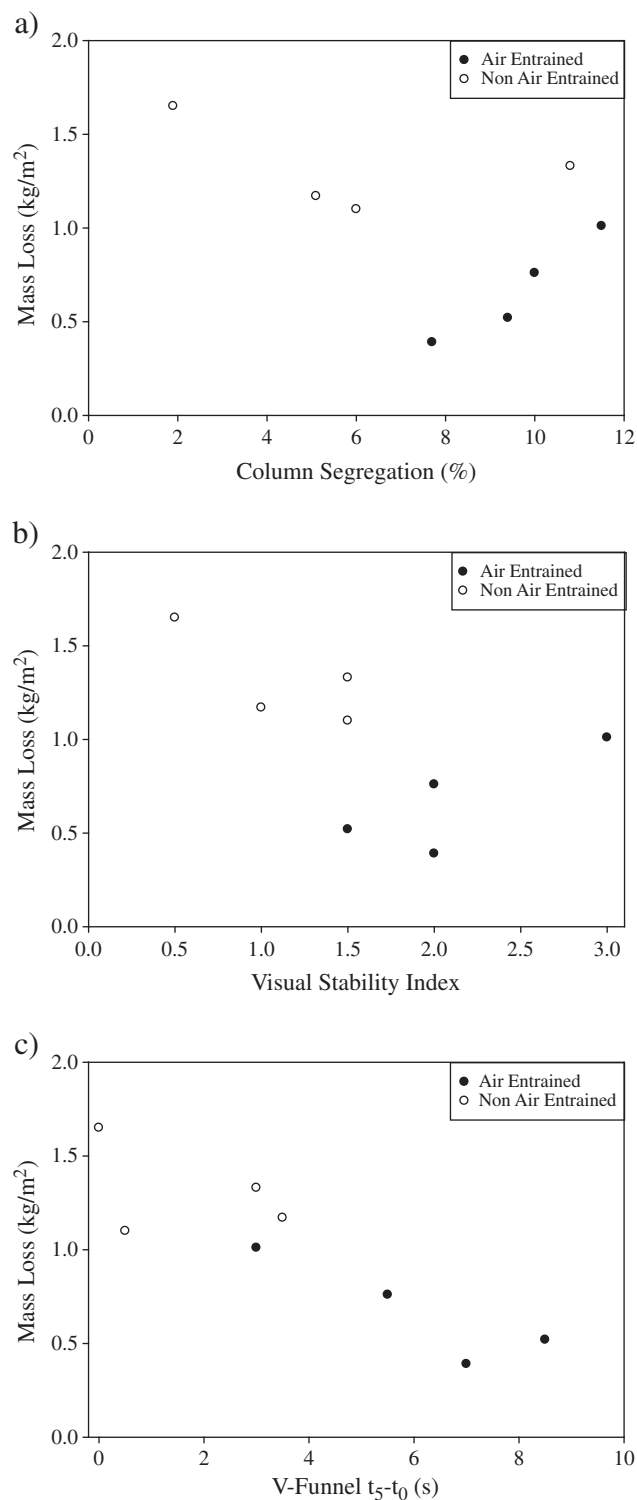 a)
2.0
1.5
1.0
0.5
0.0
Mass Loss (kg/m²)
Air Entrained
Non Air Entrained
0 2 4 6 8 10 12
Column Segregation (%)
b)
2.0
1.5
1.0
0.5
0.0
Mass Loss (kg/m²)
Air Entrained
Non Air Entrained
0.0 0.5 1.0 1.5 2.0 2.5 3.0
Visual Stability Index
c)
2.0
1.5
1.0
0.5
0.0
Mass Loss (kg/m²)
Air Entrained
Non Air Entrained
0 2 4 6 8 10
V-Funnel t₅-t₀ (s)